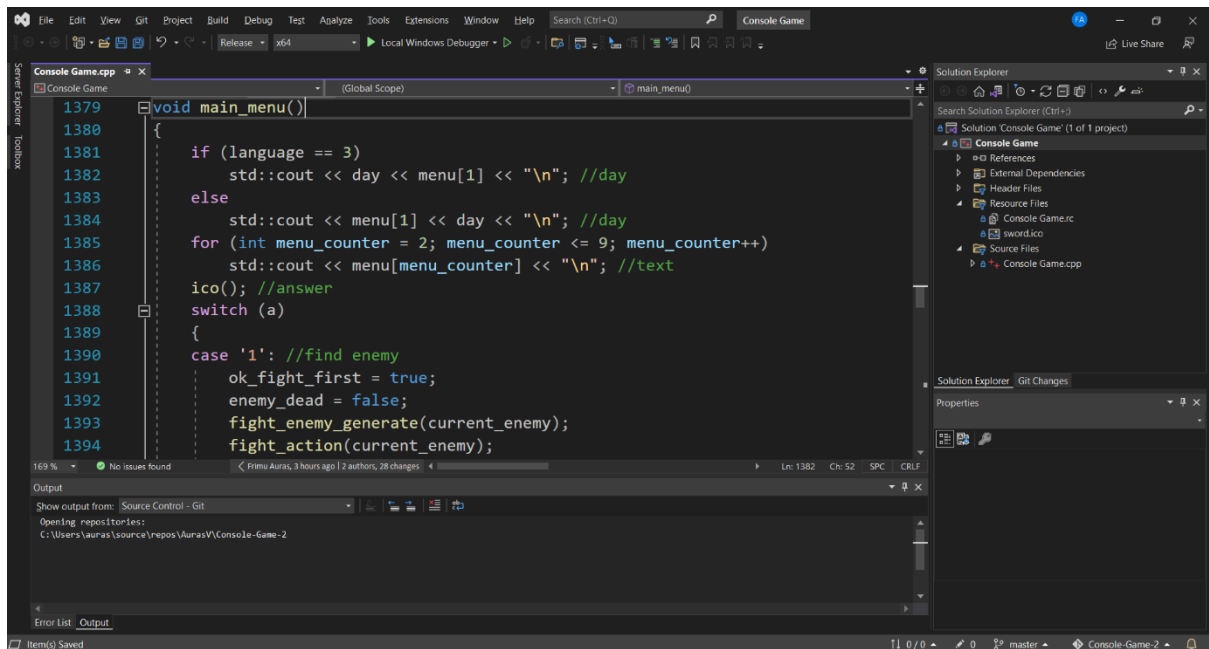 File Edit View Git Project Build Debug Test Analyze Tools Extensions Window Help Search (Ctrl+Q) Console Game FA
Release x64 Local Windows Debugger Live Share
Server Explorer
Toolbox
Console Game.cpp
Console Game (Global Scope) main_menu()
1379 void main_menu()
1380 {
1381 if (language == 3)
1382 std::cout << day << menu[1] << "\n"; //day
1383 else
1384 std::cout << menu[1] << day << "\n"; //day
1385 for (int menu_counter = 2; menu_counter <= 9; menu_counter++)
1386 std::cout << menu[menu_counter] << "\n"; //text
1387 ico(); //answer
1388 switch (a)
1389 {
1390 case '1': //find enemy
1391 ok_fight_first = true;
1392 enemy_dead = false;
1393 fight_enemy_generate(current_enemy);
1394 fight_action(current_enemy);
169 % No issues found Frimu Auras, 3 hours ago | 2 authors, 28 changes Ln: 1382 Ch: 52 SPC CRLF
Output
Show output from: Source Control - Git
Opening repositories:
C:\Users\auras\source\repos\AurasV\Console-Game-2
Error List Output
Solution Explorer
Search Solution Explorer (Ctrl+;)
Solution 'Console Game' (1 of 1 project)
Console Game
References
External Dependencies
Header Files
Resource Files
Console Game.rc
sword.ico
Source Files
Console Game.cpp
Solution Explorer Git Changes
Properties
Item(s) Saved 0 / 0 0 master Console-Game-2